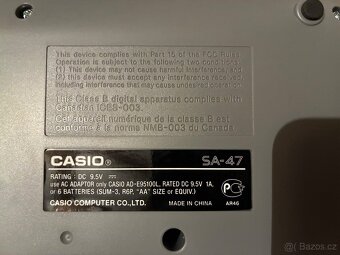 This device complies with Part 15 of the FCC Rules
Operation is subject to the following two conditions:
(1) This device may not cause harmful interference, and
(2) this device must accept any interference received
including interference that may cause undesired operation.
This Class B digital apparatus complies with
Canadian ICES-003.
Cet appareil numérique de la classe B est
conforme à la norme NMB-003 du Canada
CASIO® SA-47
RATING: DC 9.5V
use AC ADAPTOR only CASIO AD-E95100L, RATED DC 9.5V 1A,
or 6 BATTERIES (SUM-3, R6P, "AA" SIZE or EQUIV.)
CASIO COMPUTER CO.,LTD. MADE IN CHINA
АЯ46
sbazar.cz